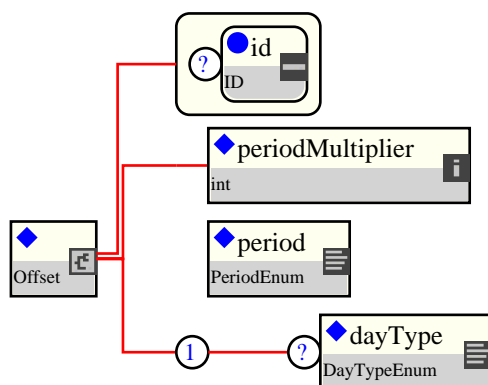 ? id
ID
periodMultiplier
i
int
period
PeriodEnum
Offset
1
? dayType
DayTypeEnum